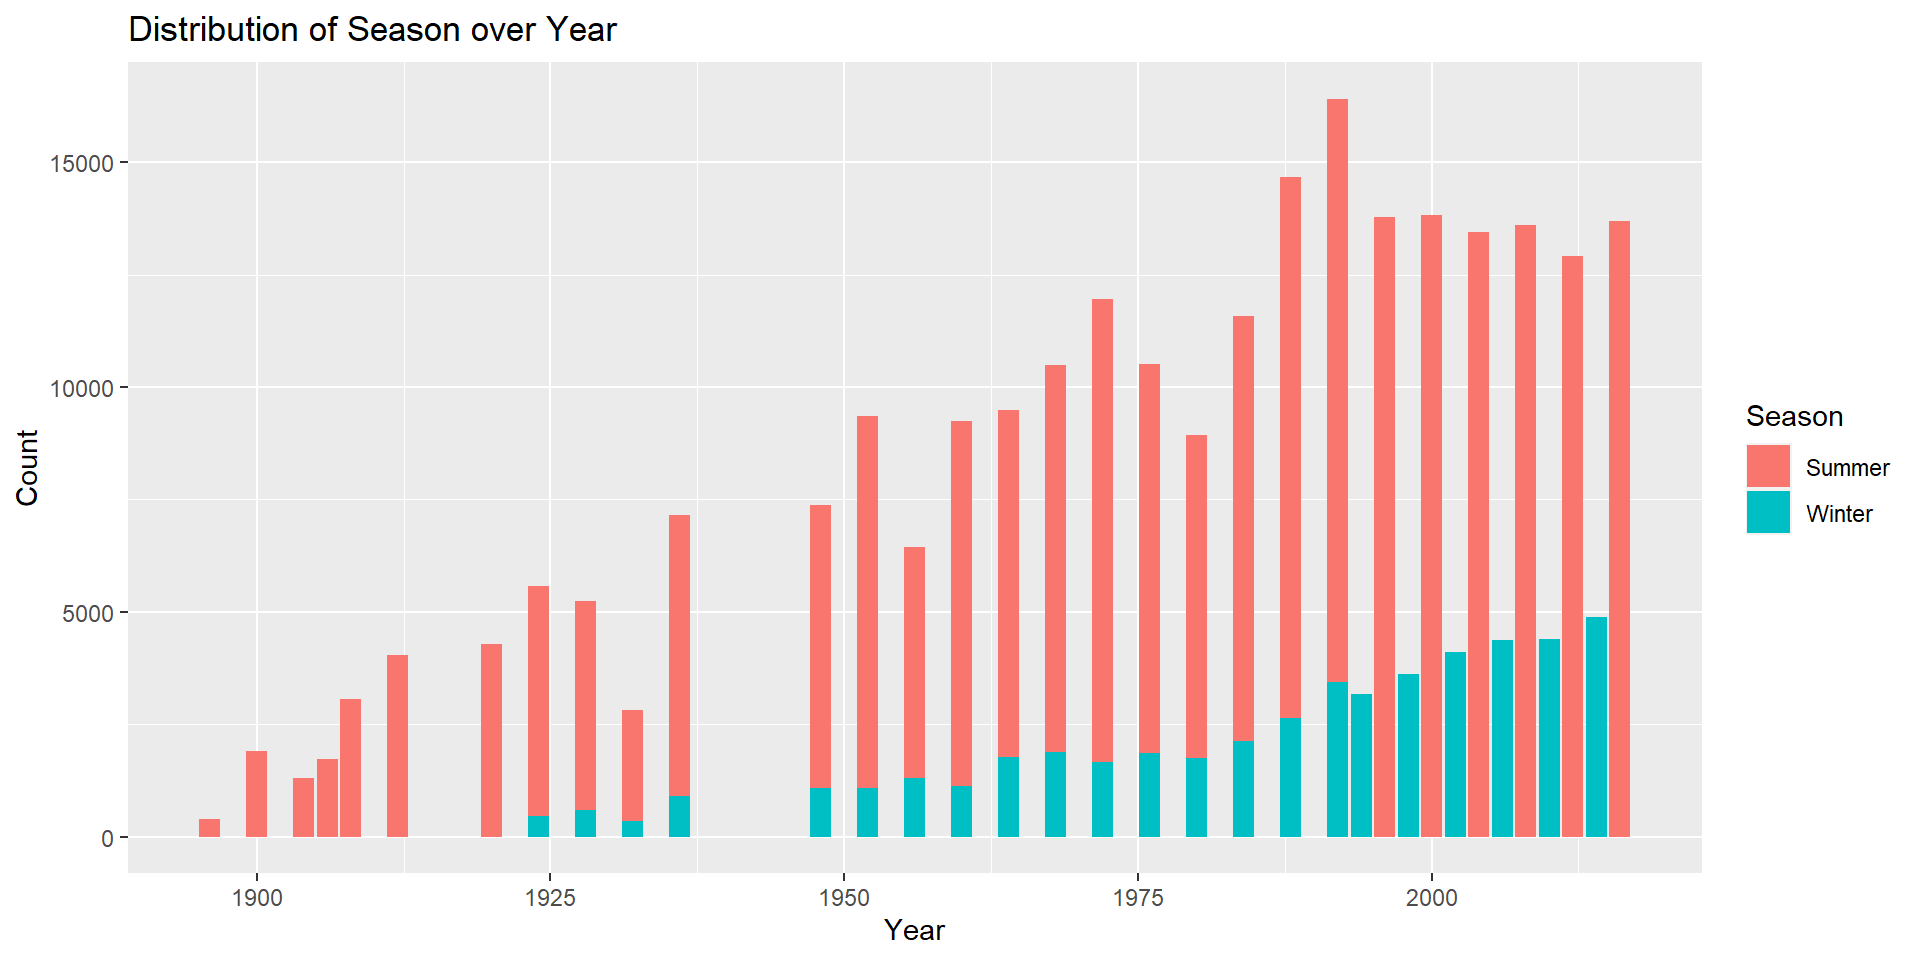 Distribution of Season over Year
15000
10000
5000
0
Count
1900
1925
1950
1975
2000
Year
Season
Summer
Winter